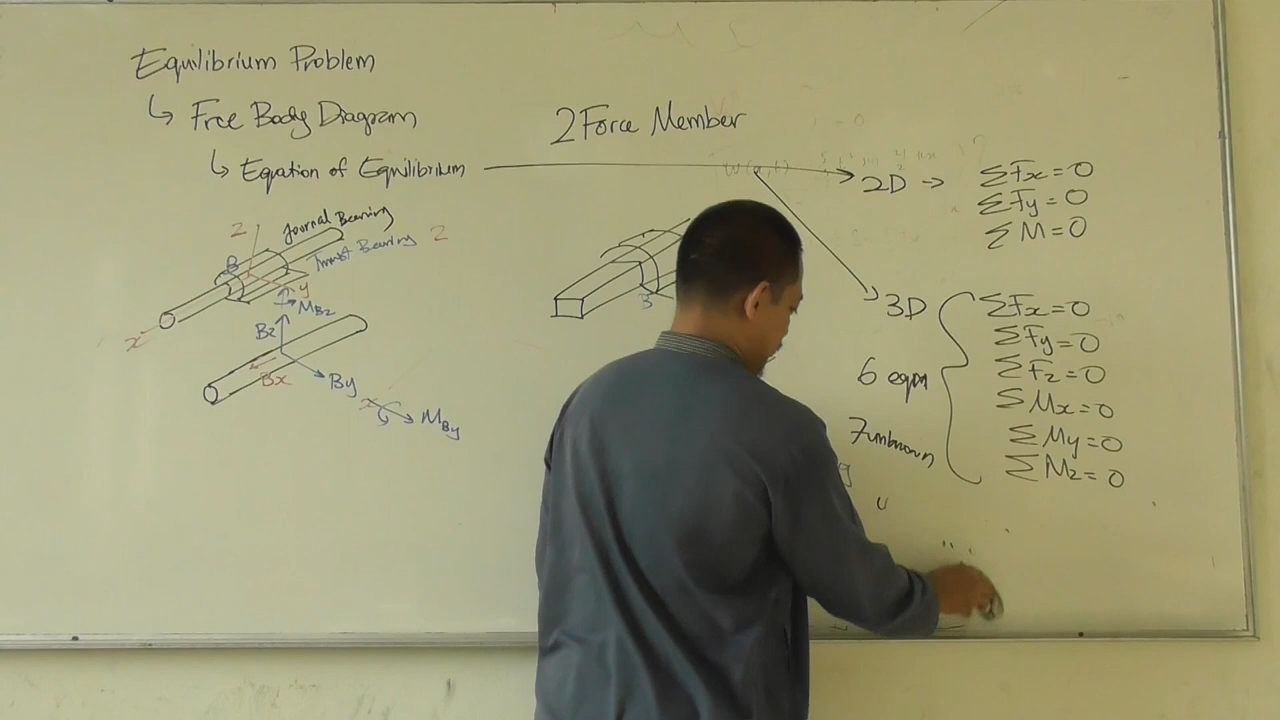 Equilibrium Problem
↳ Free Body Diagram
↳ Equation of Equilibrium
2 Force Member
2D →
ΣFx = 0
ΣFy = 0
ΣM = 0
3D
ΣFx = 0
ΣFy = 0
ΣFz = 0
ΣMx = 0
ΣMy = 0
ΣMz = 0
6 eqn
7 unknown
Journal Bearing
Thrust Bearing
z
z
B
y
x
MBz
Bz
Bx
By
MBy